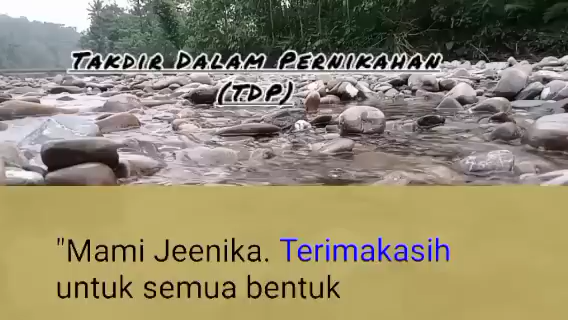 Takdir Dalam Pernikahan
(TDP)
"Mami Jeenika. Terimakasih
untuk semua bentuk